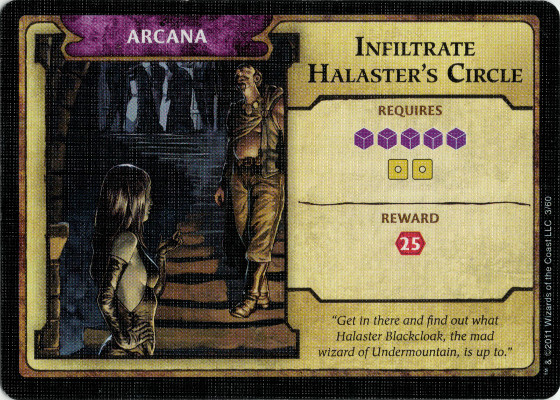 ARCANA
INFILTRATE
HALASTER'S CIRCLE
REQUIRES
REWARD
25
"Get in there and find out what
Halaster Blackcloak, the mad
wizard of Undermountain, is up to."
™ & ©2011 Wizards of the Coast LLC 3/60